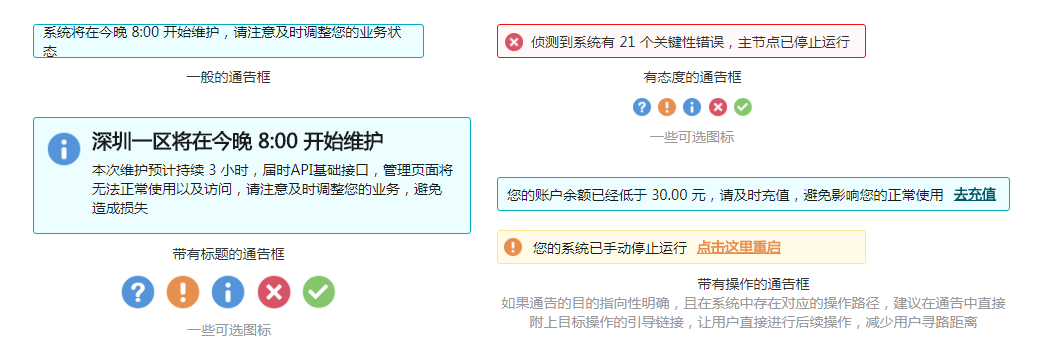 系统将在今晚 8:00 开始维护，请注意及时调整您的业务状
态
一般的通告框
深圳一区将在今晚 8:00 开始维护
本次维护预计持续 3 小时，届时API基础接口，管理页面将
无法正常使用以及访问，请注意及时调整您的业务，避免
造成损失
带有标题的通告框
一些可选图标
侦测到系统有 21 个关键性错误，主节点已停止运行
有态度的通告框
一些可选图标
您的账户余额已经低于 30.00 元，请及时充值，避免影响您的正常使用 去充值
您的系统已手动停止运行 点击这里重启
带有操作的通告框
如果通告的目的指向性明确，且在系统中存在对应的操作路径，建议在通告中直接
附上目标操作的引导链接，让用户直接进行后续操作，减少用户寻路距离